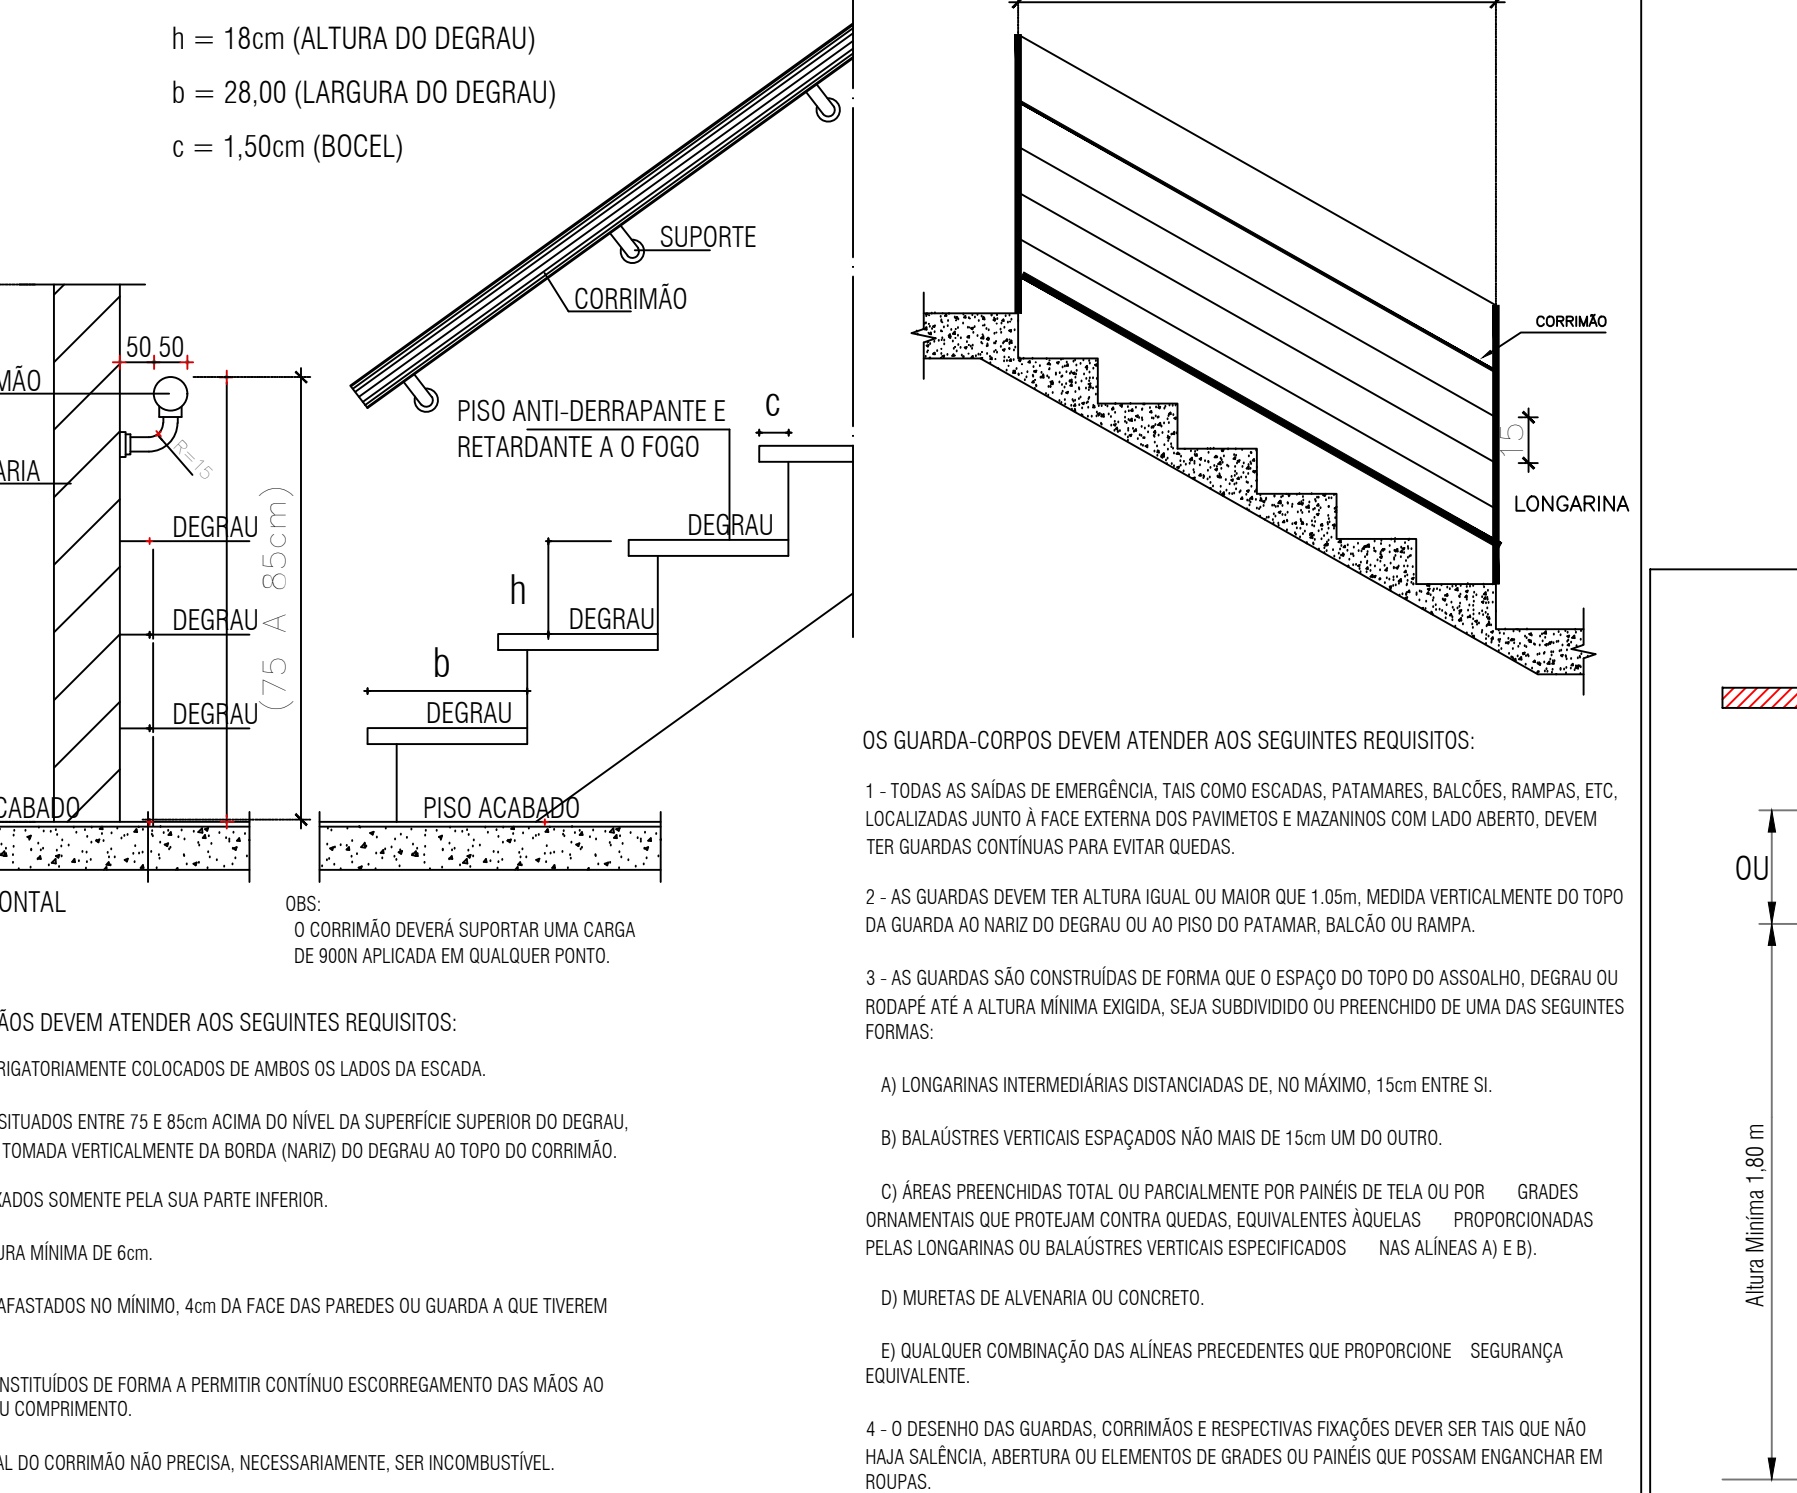 h = 18cm (ALTURA DO DEGRAU)
b = 28,00 (LARGURA DO DEGRAU)
c = 1,50cm (BOCEL)
SUPORTE
CORRIMÃO
50 50
MÃO
R=15
ARIA
(75 A 85cm)
DEGRAU
DEGRAU
DEGRAU
CABADO
ONTAL
PISO ANTI-DERRAPANTE E
RETARDANTE A O FOGO
c
DEGRAU
h
DEGRAU
b
DEGRAU
PISO ACABADO
OBS:
O CORRIMÃO DEVERÁ SUPORTAR UMA CARGA
DE 900N APLICADA EM QUALQUER PONTO.
ÃOS DEVEM ATENDER AOS SEGUINTES REQUISITOS:
RIGATORIAMENTE COLOCADOS DE AMBOS OS LADOS DA ESCADA.
SITUADOS ENTRE 75 E 85cm ACIMA DO NÍVEL DA SUPERFÍCIE SUPERIOR DO DEGRAU,
TOMADA VERTICALMENTE DA BORDA (NARIZ) DO DEGRAU AO TOPO DO CORRIMÃO.
XADOS SOMENTE PELA SUA PARTE INFERIOR.
URA MÍNIMA DE 6cm.
AFASTADOS NO MÍNIMO, 4cm DA FACE DAS PAREDES OU GUARDA A QUE TIVEREM
NSTITUÍDOS DE FORMA A PERMITIR CONTÍNUO ESCORREGAMENTO DAS MÃOS AO
U COMPRIMENTO.
AL DO CORRIMÃO NÃO PRECISA, NECESSARIAMENTE, SER INCOMBUSTÍVEL.
CORRIMÃO
15
LONGARINA
OS GUARDA-CORPOS DEVEM ATENDER AOS SEGUINTES REQUISITOS:
1 - TODAS AS SAÍDAS DE EMERGÊNCIA, TAIS COMO ESCADAS, PATAMARES, BALCÕES, RAMPAS, ETC,
LOCALIZADAS JUNTO À FACE EXTERNA DOS PAVIMETOS E MAZANINOS COM LADO ABERTO, DEVEM
TER GUARDAS CONTÍNUAS PARA EVITAR QUEDAS.
2 - AS GUARDAS DEVEM TER ALTURA IGUAL OU MAIOR QUE 1.05m, MEDIDA VERTICALMENTE DO TOPO
DA GUARDA AO NARIZ DO DEGRAU OU AO PISO DO PATAMAR, BALCÃO OU RAMPA.
3 - AS GUARDAS SÃO CONSTRUÍDAS DE FORMA QUE O ESPAÇO DO TOPO DO ASSOALHO, DEGRAU OU
RODAPÉ ATÉ A ALTURA MÍNIMA EXIGIDA, SEJA SUBDIVIDIDO OU PREENCHIDO DE UMA DAS SEGUINTES
FORMAS:
A) LONGARINAS INTERMEDIÁRIAS DISTANCIADAS DE, NO MÁXIMO, 15cm ENTRE SI.
B) BALAÚSTRES VERTICAIS ESPAÇADOS NÃO MAIS DE 15cm UM DO OUTRO.
C) ÁREAS PREENCHIDAS TOTAL OU PARCIALMENTE POR PAINÉIS DE TELA OU POR GRADES
ORNAMENTAIS QUE PROTEJAM CONTRA QUEDAS, EQUIVALENTES ÀQUELAS PROPORCIONADAS
PELAS LONGARINAS OU BALAÚSTRES VERTICAIS ESPECIFICADOS NAS ALÍNEAS A) E B).
D) MURETAS DE ALVENARIA OU CONCRETO.
E) QUALQUER COMBINAÇÃO DAS ALÍNEAS PRECEDENTES QUE PROPORCIONE SEGURANÇA
EQUIVALENTE.
4 - O DESENHO DAS GUARDAS, CORRIMÃOS E RESPECTIVAS FIXAÇÕES DEVER SER TAIS QUE NÃO
HAJA SALÊNCIA, ABERTURA OU ELEMENTOS DE GRADES OU PAINÉIS QUE POSSAM ENGANCHAR EM
ROUPAS.
OU
Altura Miníma 1,80 m